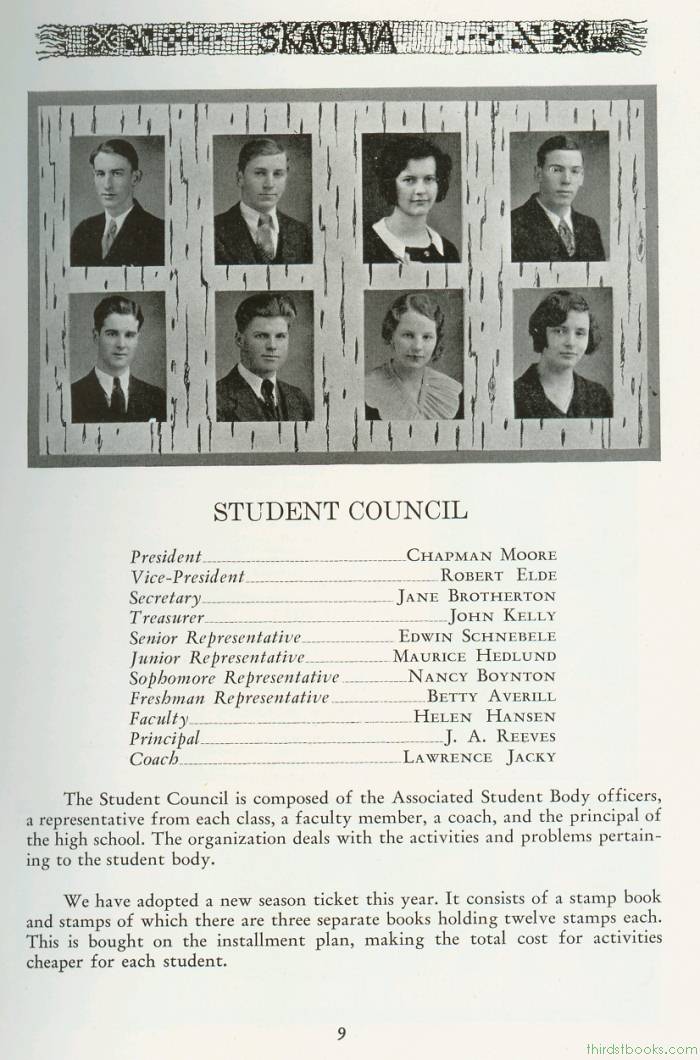 SKAGINA
STUDENT COUNCIL
President CHAPMAN MOORE
Vice-President ROBERT ELDE
Secretary JANE BROTHERTON
Treasurer JOHN KELLY
Senior Representative EDWIN SCHNEBELE
Junior Representative MAURICE HEDLUND
Sophomore Representative NANCY BOYNTON
Freshman Representative BETTY AVERILL
Faculty HELEN HANSEN
Principal J. A. REEVES
Coach LAWRENCE JACKY
The Student Council is composed of the Associated Student Body officers,
a representative from each class, a faculty member, a coach, and the principal of
the high school. The organization deals with the activities and problems pertain-
ing to the student body.
We have adopted a new season ticket this year. It consists of a stamp book
and stamps of which there are three separate books holding twelve stamps each.
This is bought on the installment plan, making the total cost for activities
cheaper for each student.
9
thirdstbooks.com